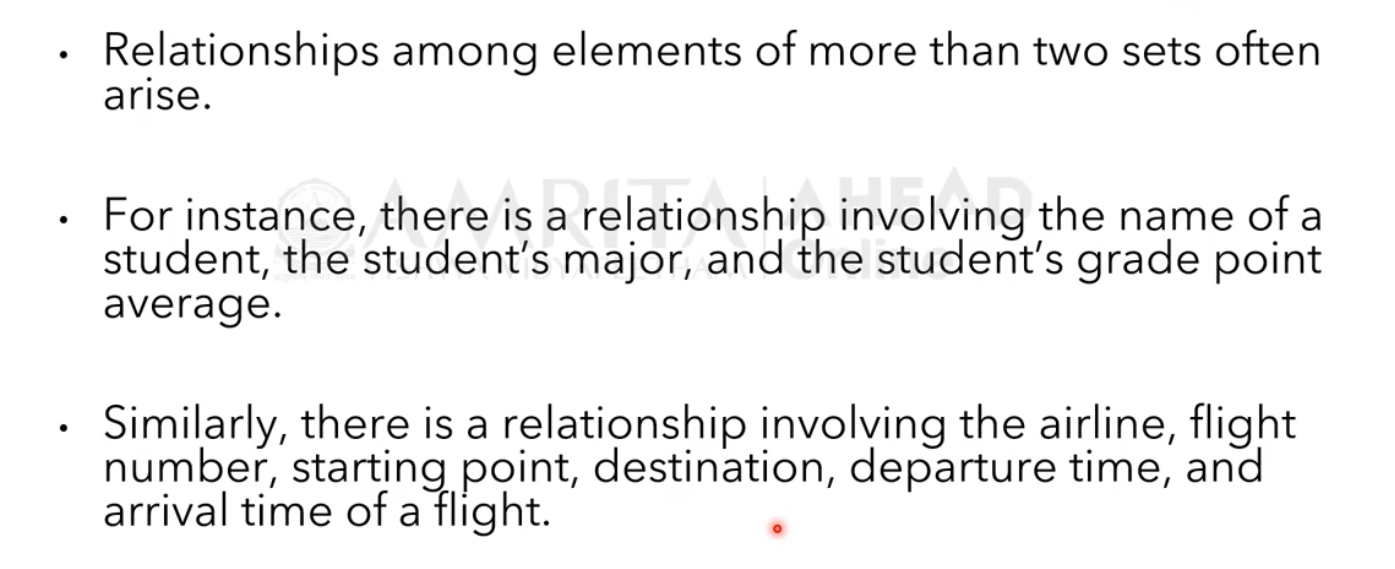 • Relationships among elements of more than two sets often
arise.
• For instance, there is a relationship involving the name of a
student, the student's major, and the student's grade point
average.
• Similarly, there is a relationship involving the airline, flight
number, starting point, destination, departure time, and
arrival time of a flight.
AMRITA | AHEAD
Online